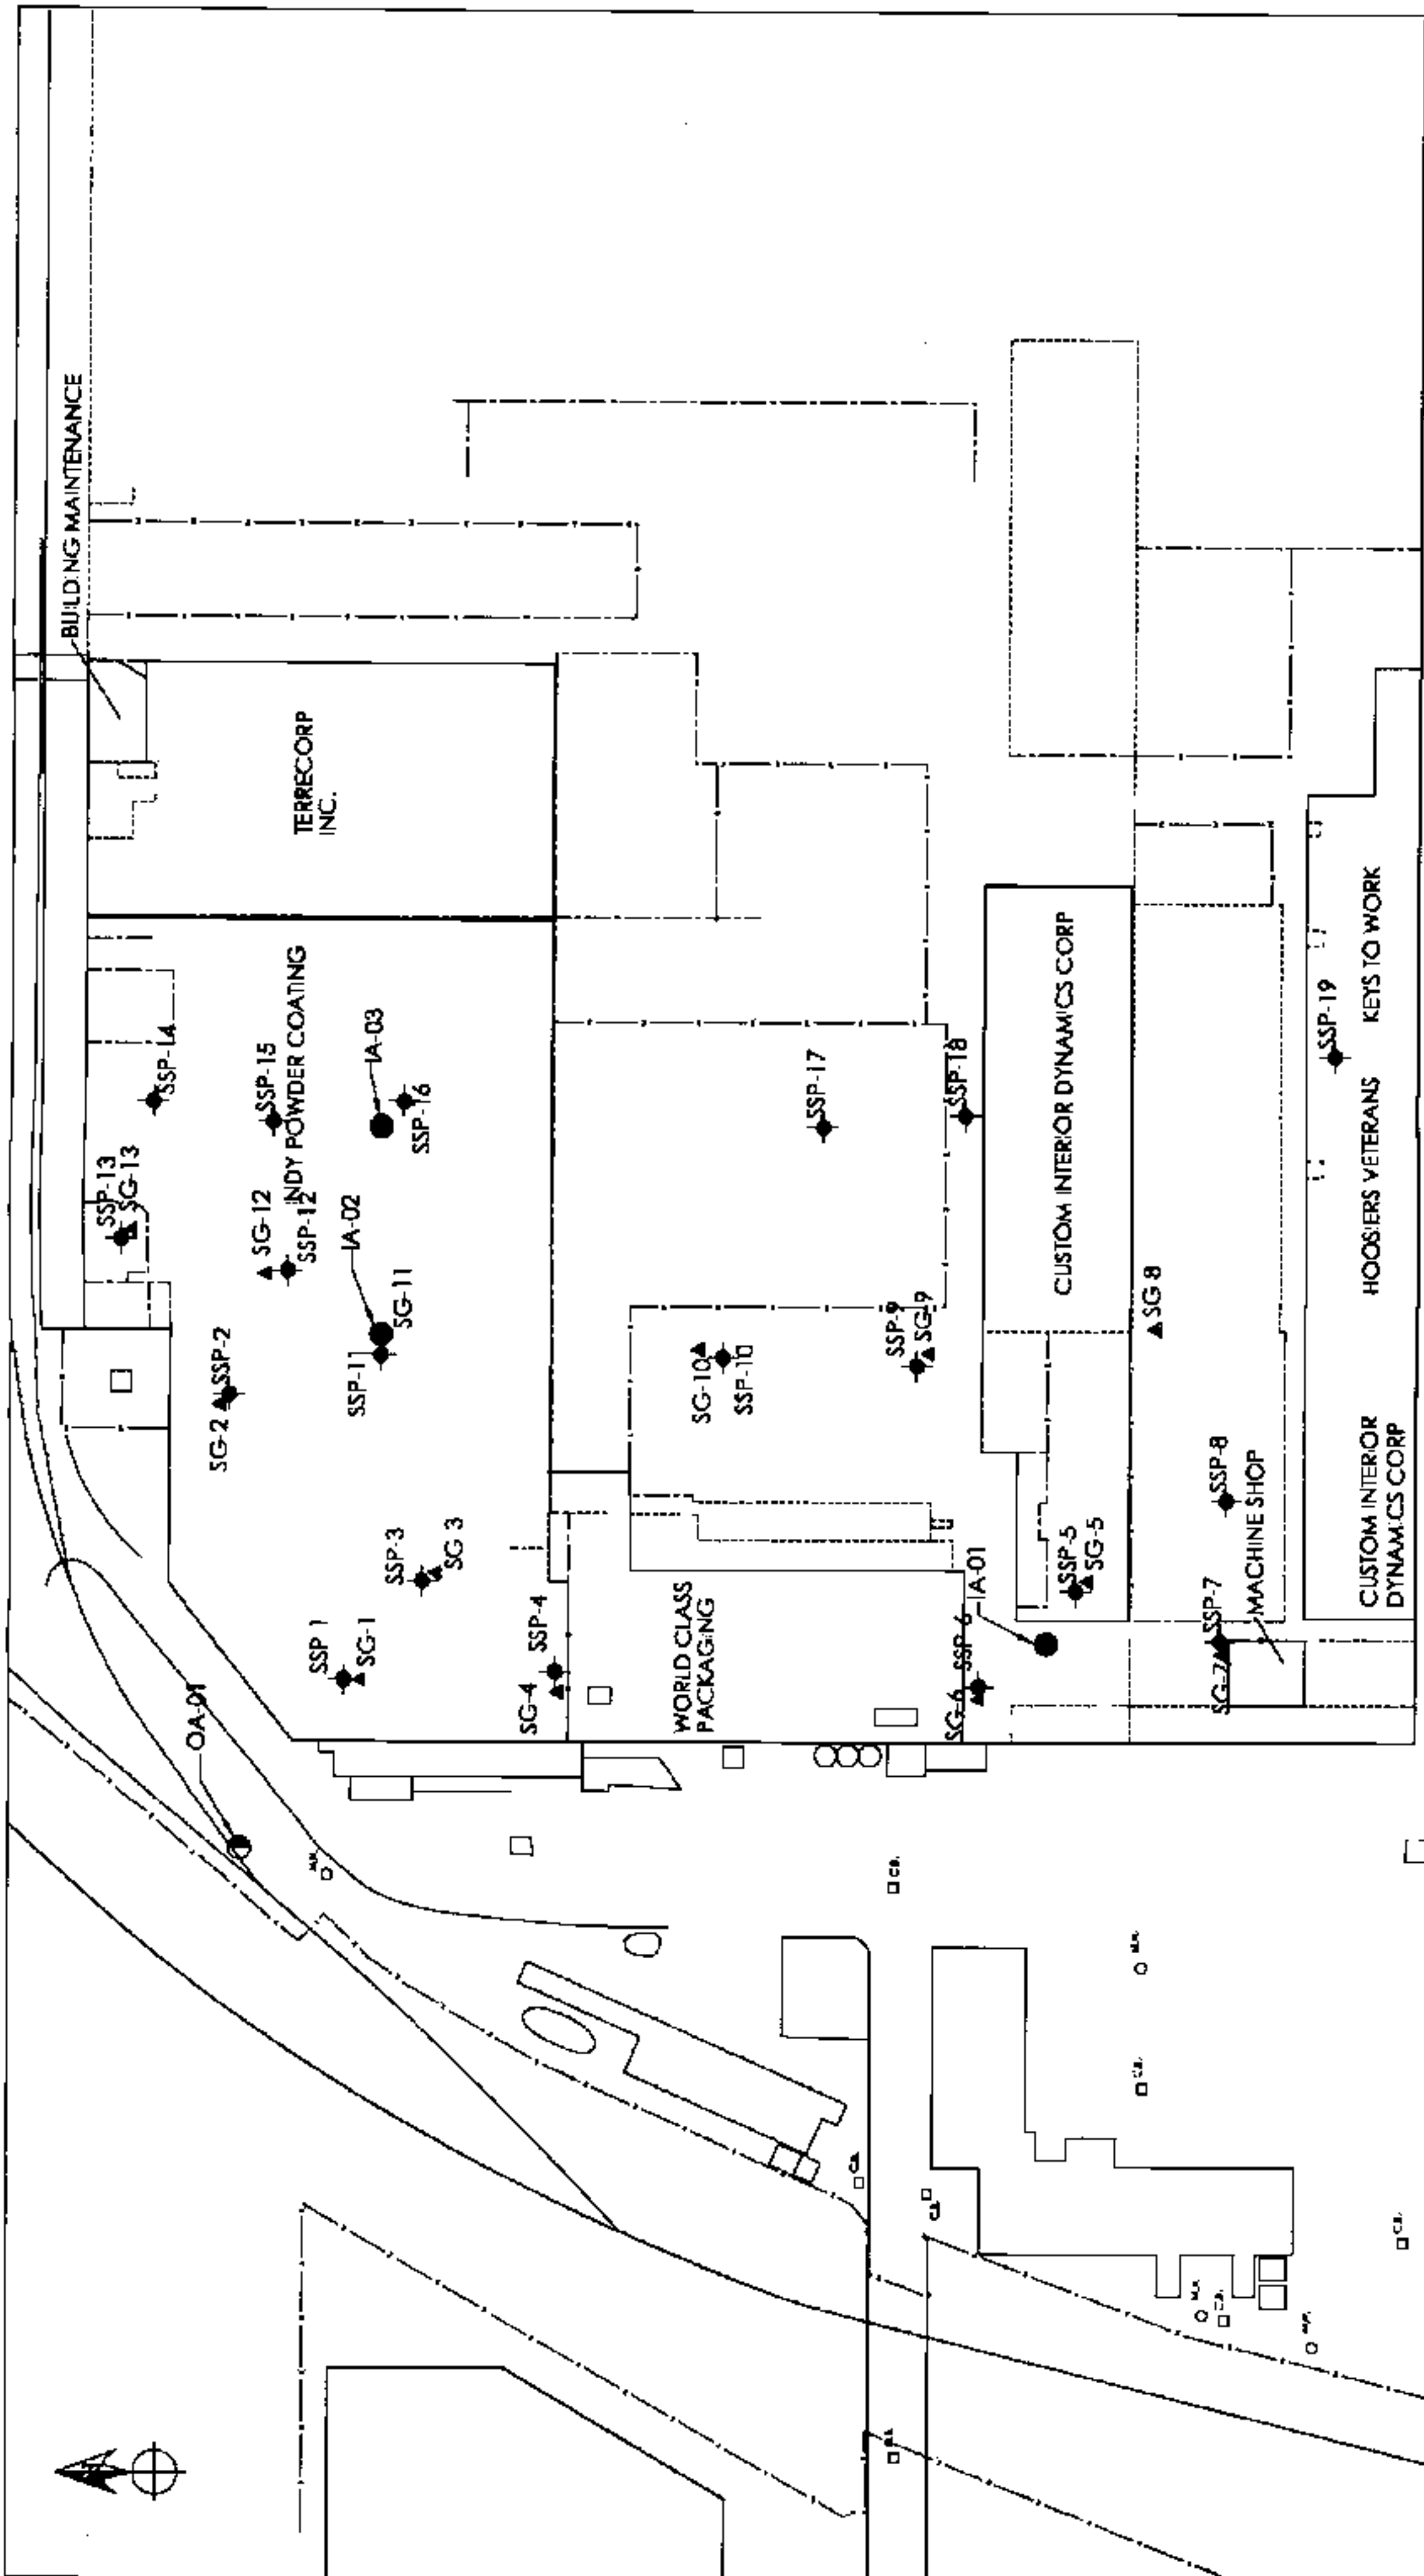 BUILDING MAINTENANCE
TERRECORP
INC.
SSP-14
SSP-13
SG-13
SSP-15
INDY POWDER COATING
SG-12
SSP-12
IA-03
SSP-16
IA-02
SG-11
SSP-11
SSP-2
SG-2
SSP-3
SG 3
SSP 1
SG-1
SSP-4
SG-4
OA-01
M.H.
WORLD CLASS
PACKAGING
SG-10
SSP-10
SSP-17
SSP-9
SG-9
SSP-18
SSP-6
SG-6
IA-01
CUSTOM INTERIOR DYNAMICS CORP
SSP-5
SG-5
SG 8
SSP-8
SSP-7
SG-7
MACHINE SHOP
SSP-19
KEYS TO WORK
HOOSIERS VETERANS
CUSTOM INTERIOR
DYNAMICS CORP
C.B.
M.H.
C.B.
C.B.
C.B.
C.B.
M.H.
C.B.
C.B.